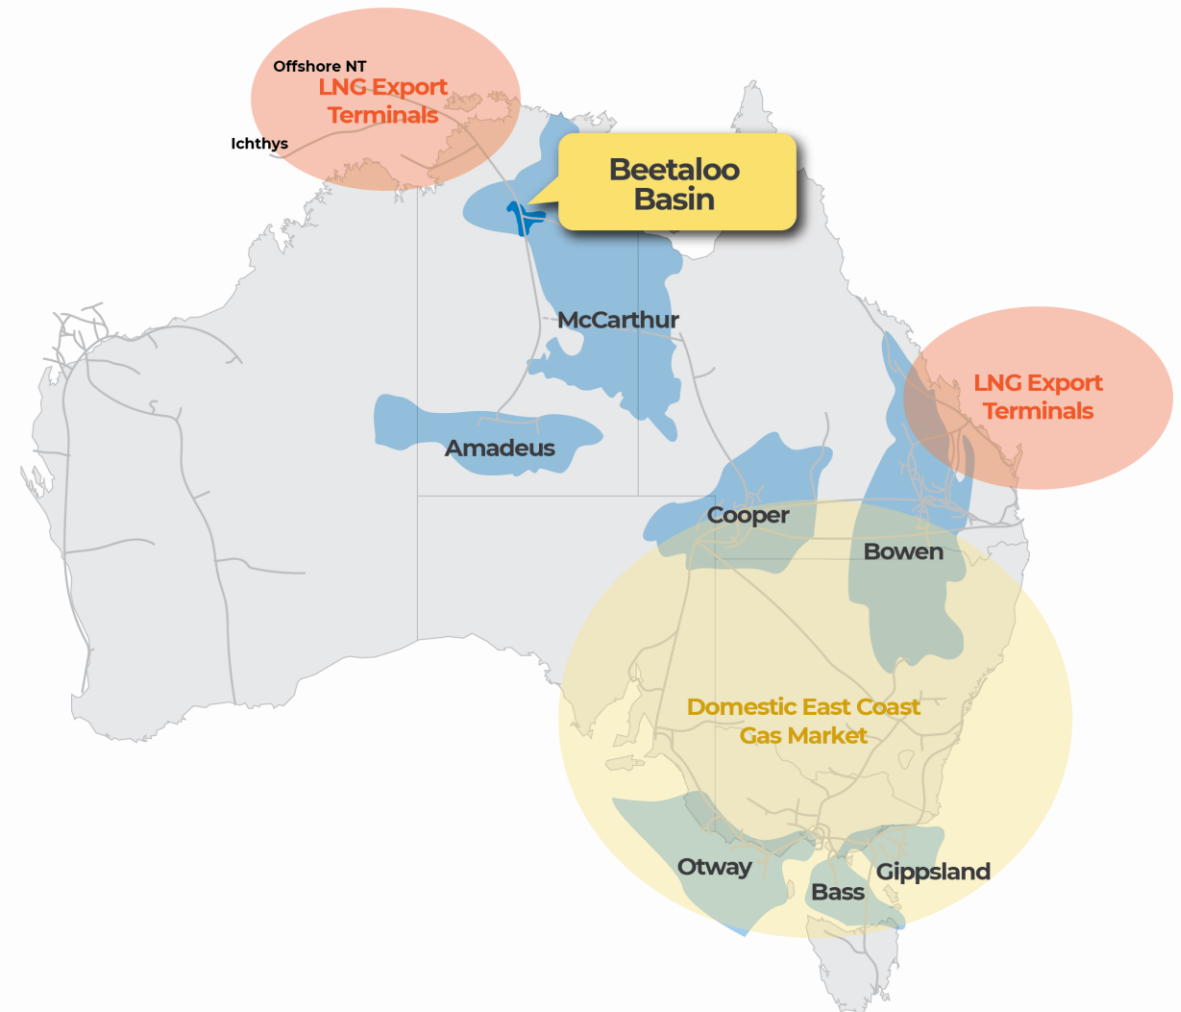 Offshore NT
LNG Export
Terminals
Ichthys
Beetaloo
Basin
McCarthur
LNG Export
Terminals
Amadeus
Cooper
Bowen
Domestic East Coast
Gas Market
Otway
Gippsland
Bass